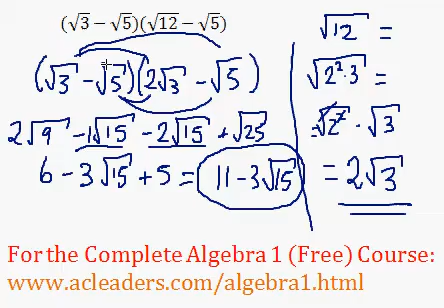 (√3 − √5)(√12 − √5)
(√3 − √5)(2√3 − √5)
2√9 − 1√15 − 2√15 + √25
6 − 3√15 + 5 = 11 − 3√15
√12 =
√2²·3 =
=√2²·√3
= 2√3
For the Complete Algebra 1 (Free) Course:
www.acleaders.com/algebra1.html